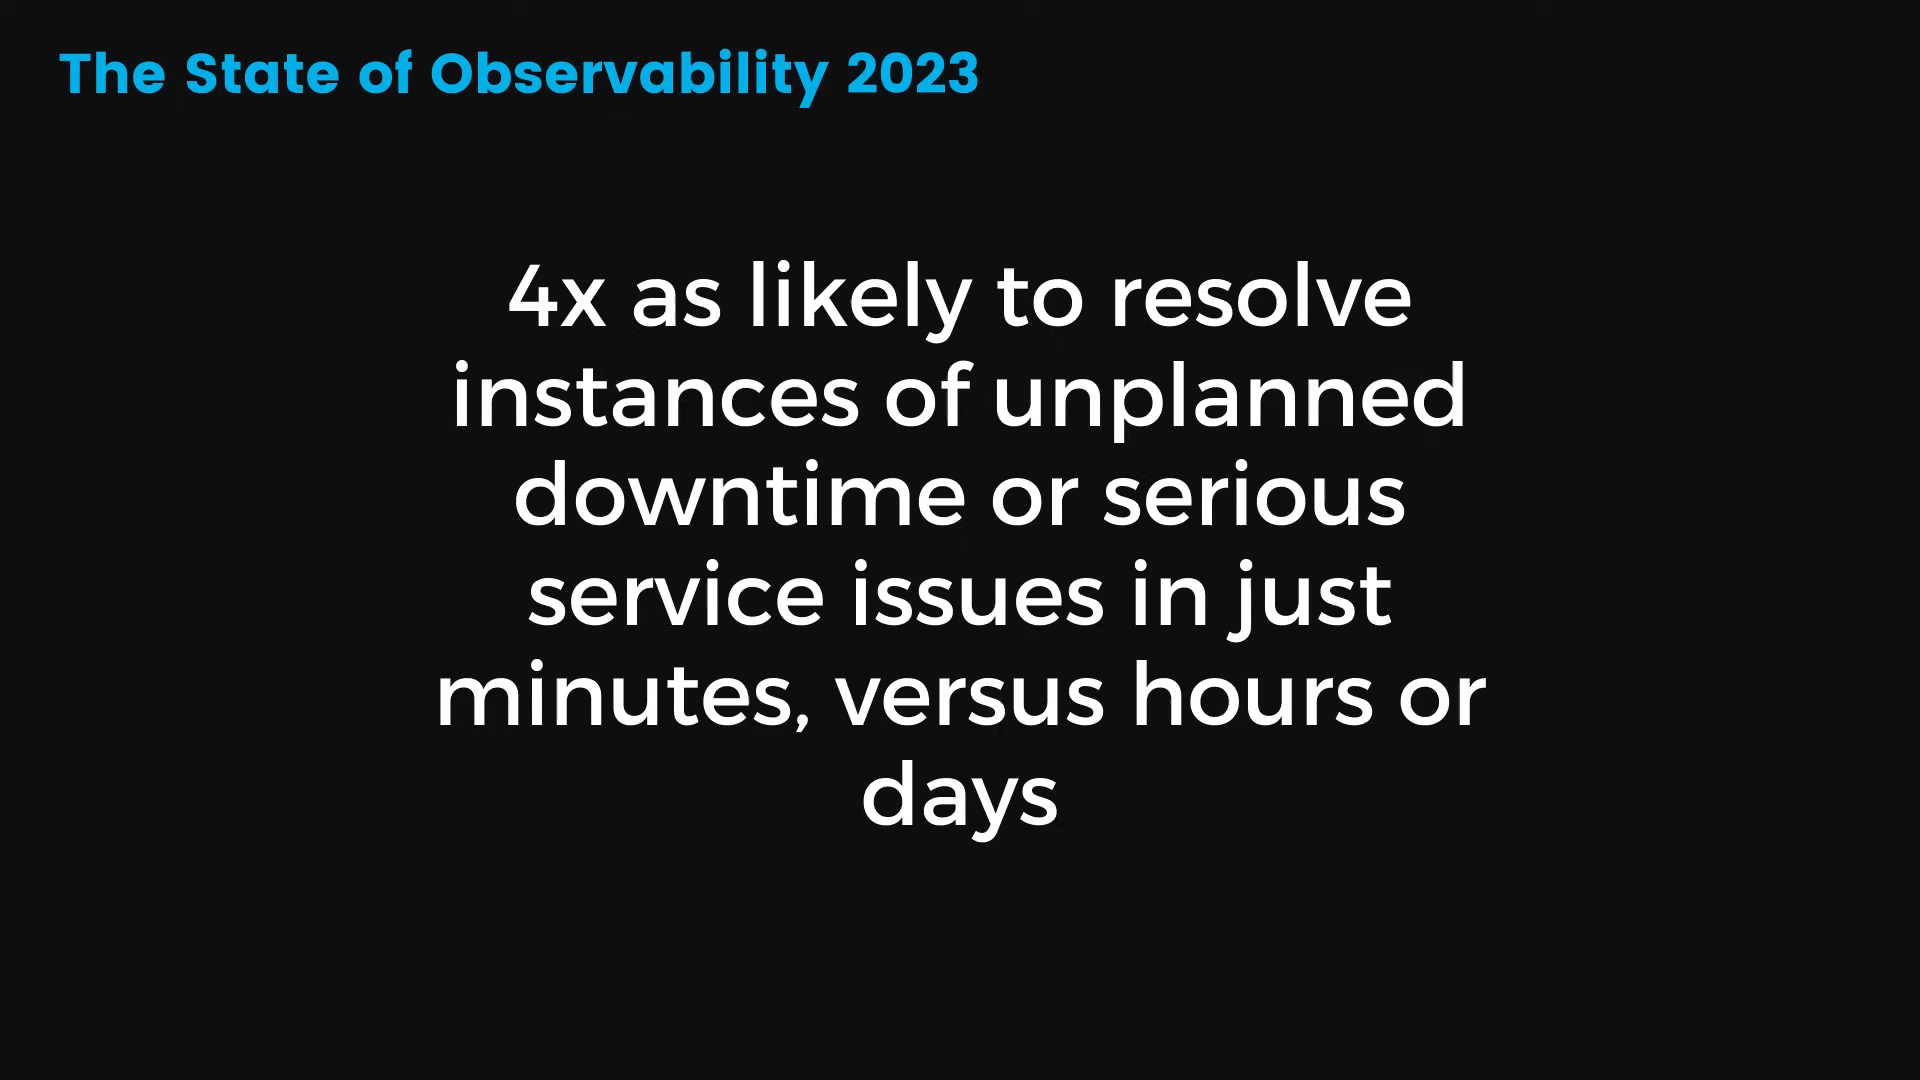 The State of Observability 2023
4x as likely to resolve
instances of unplanned
downtime or serious
service issues in just
minutes, versus hours or
days